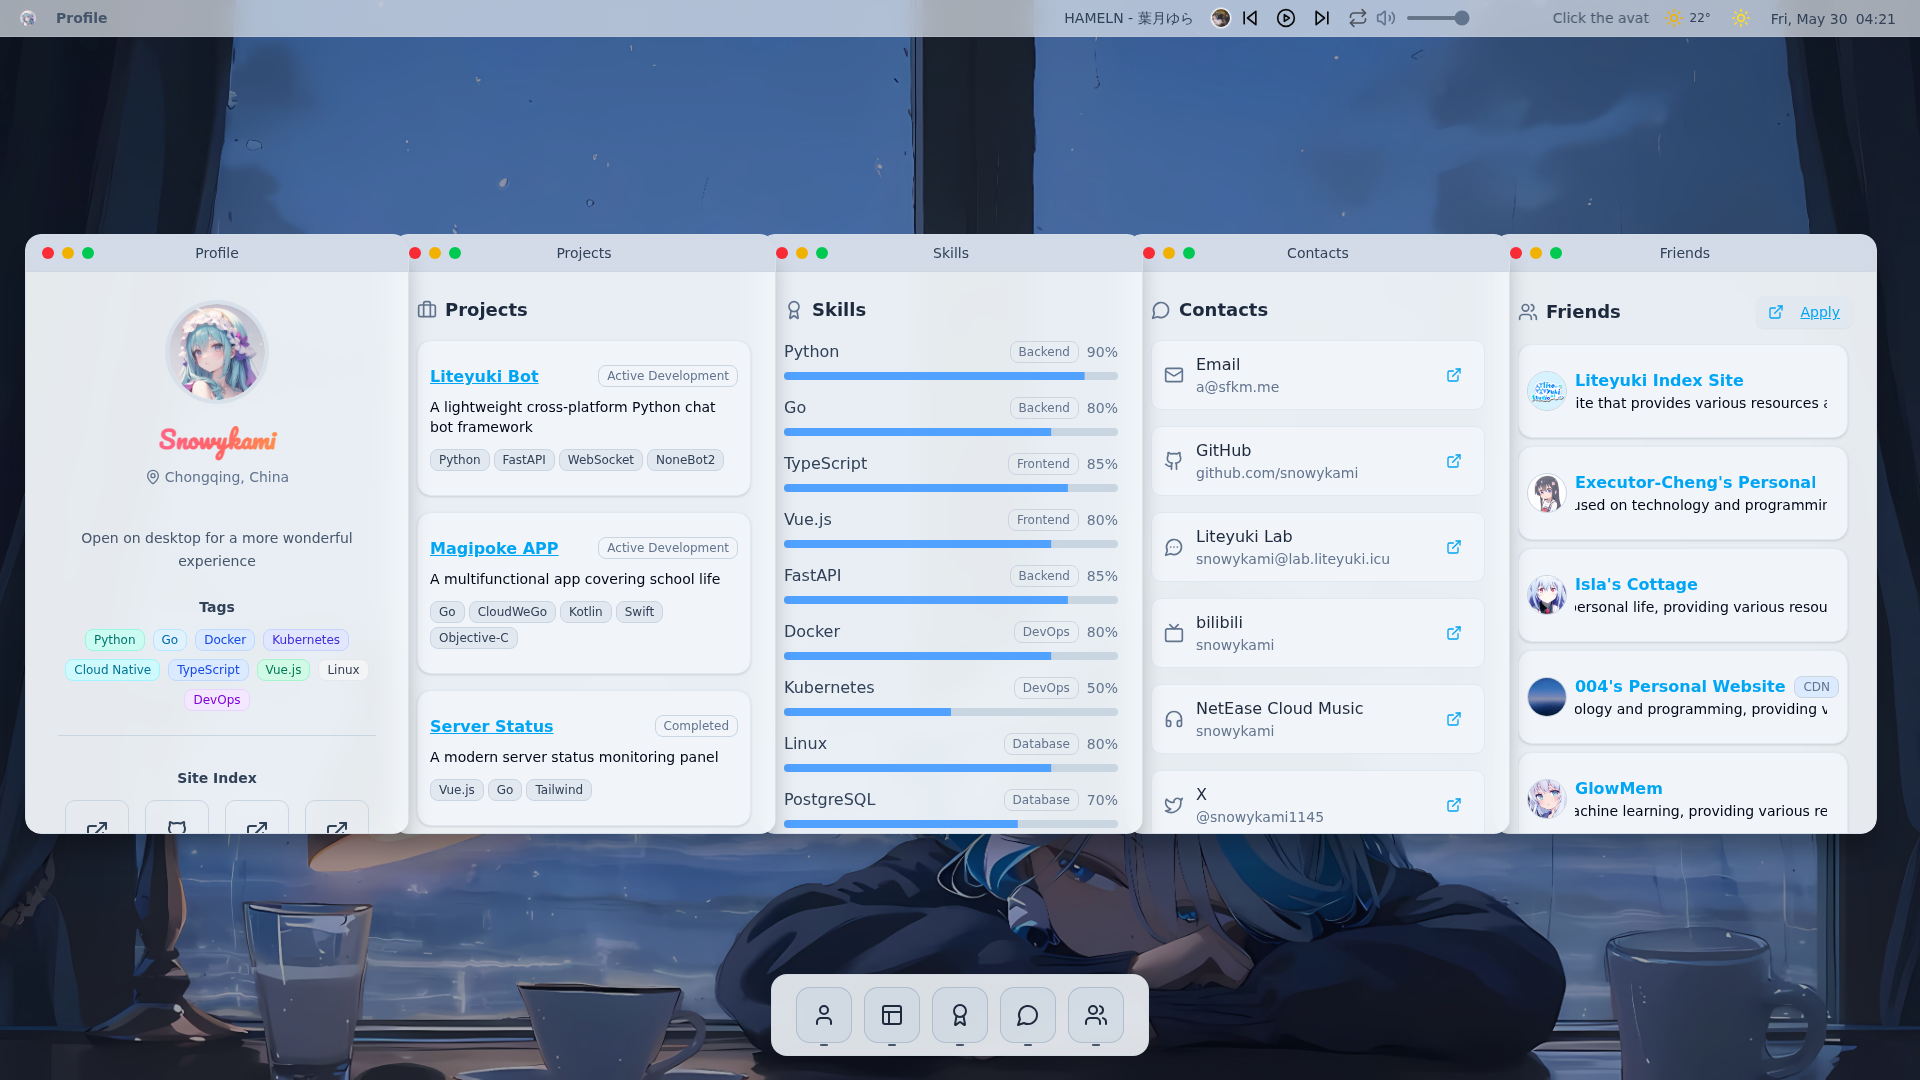 Profile
HAMELN - 葉月ゆら
Click the avat
22°
Fri, May 30 04:21
Profile
Snowykami
Chongqing, China
Open on desktop for a more wonderful
experience
Tags
Python Go Docker Kubernetes
Cloud Native TypeScript Vue.js Linux
DevOps
Site Index
Projects
Projects
Liteyuki Bot Active Development
A lightweight cross-platform Python chat
bot framework
Python FastAPI WebSocket NoneBot2
Magipoke APP Active Development
A multifunctional app covering school life
Go CloudWeGo Kotlin Swift
Objective-C
Server Status Completed
A modern server status monitoring panel
Vue.js Go Tailwind
Skills
Skills
Python Backend 90%
Go Backend 80%
TypeScript Frontend 85%
Vue.js Frontend 80%
FastAPI Backend 85%
Docker DevOps 80%
Kubernetes DevOps 50%
Linux Database 80%
PostgreSQL Database 70%
Contacts
Contacts
Email
a@sfkm.me
GitHub
github.com/snowykami
Liteyuki Lab
snowykami@lab.liteyuki.icu
bilibili
snowykami
NetEase Cloud Music
snowykami
X
@snowykami1145
Friends
Friends Apply
Liteyuki Index Site
ite that provides various resources a
Executor-Cheng's Personal
used on technology and programmin
Isla's Cottage
personal life, providing various resou
004's Personal Website CDN
ology and programming, providing v
GlowMem
achine learning, providing various re